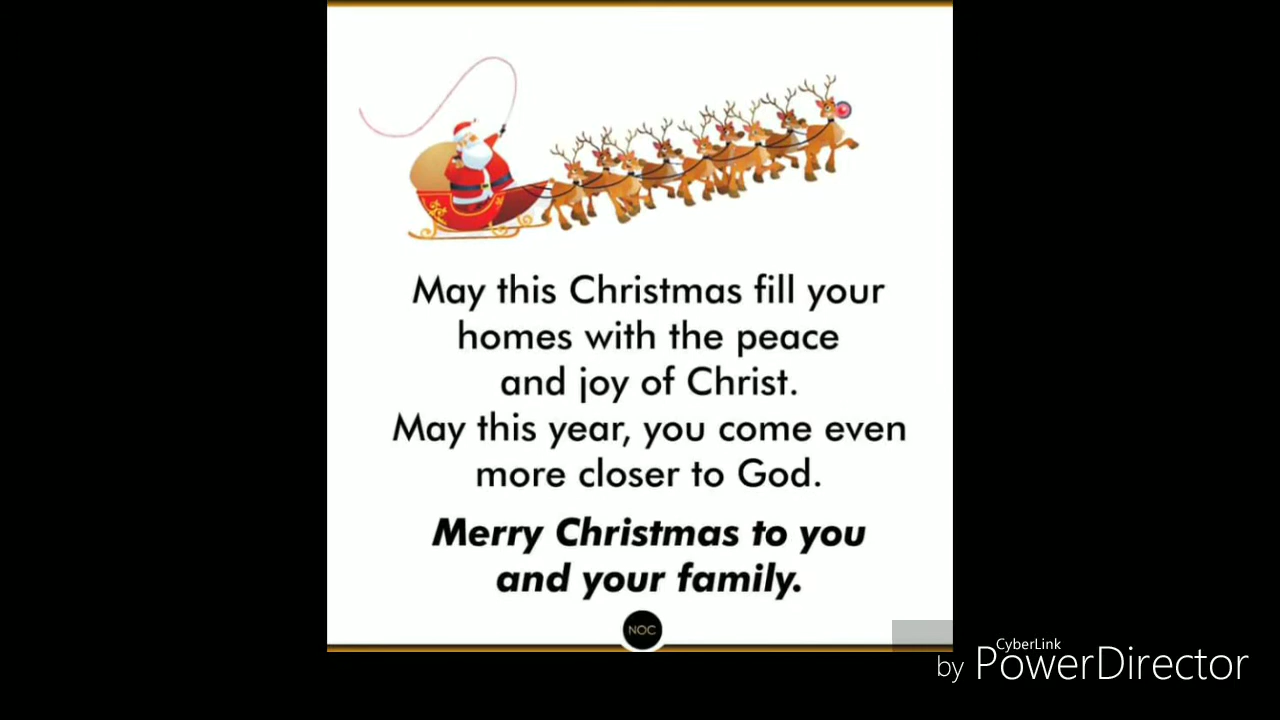 May this Christmas fill your
homes with the peace
and joy of Christ.
May this year, you come even
more closer to God.
Merry Christmas to you
and your family.
NOC
CyberLink
by PowerDirector